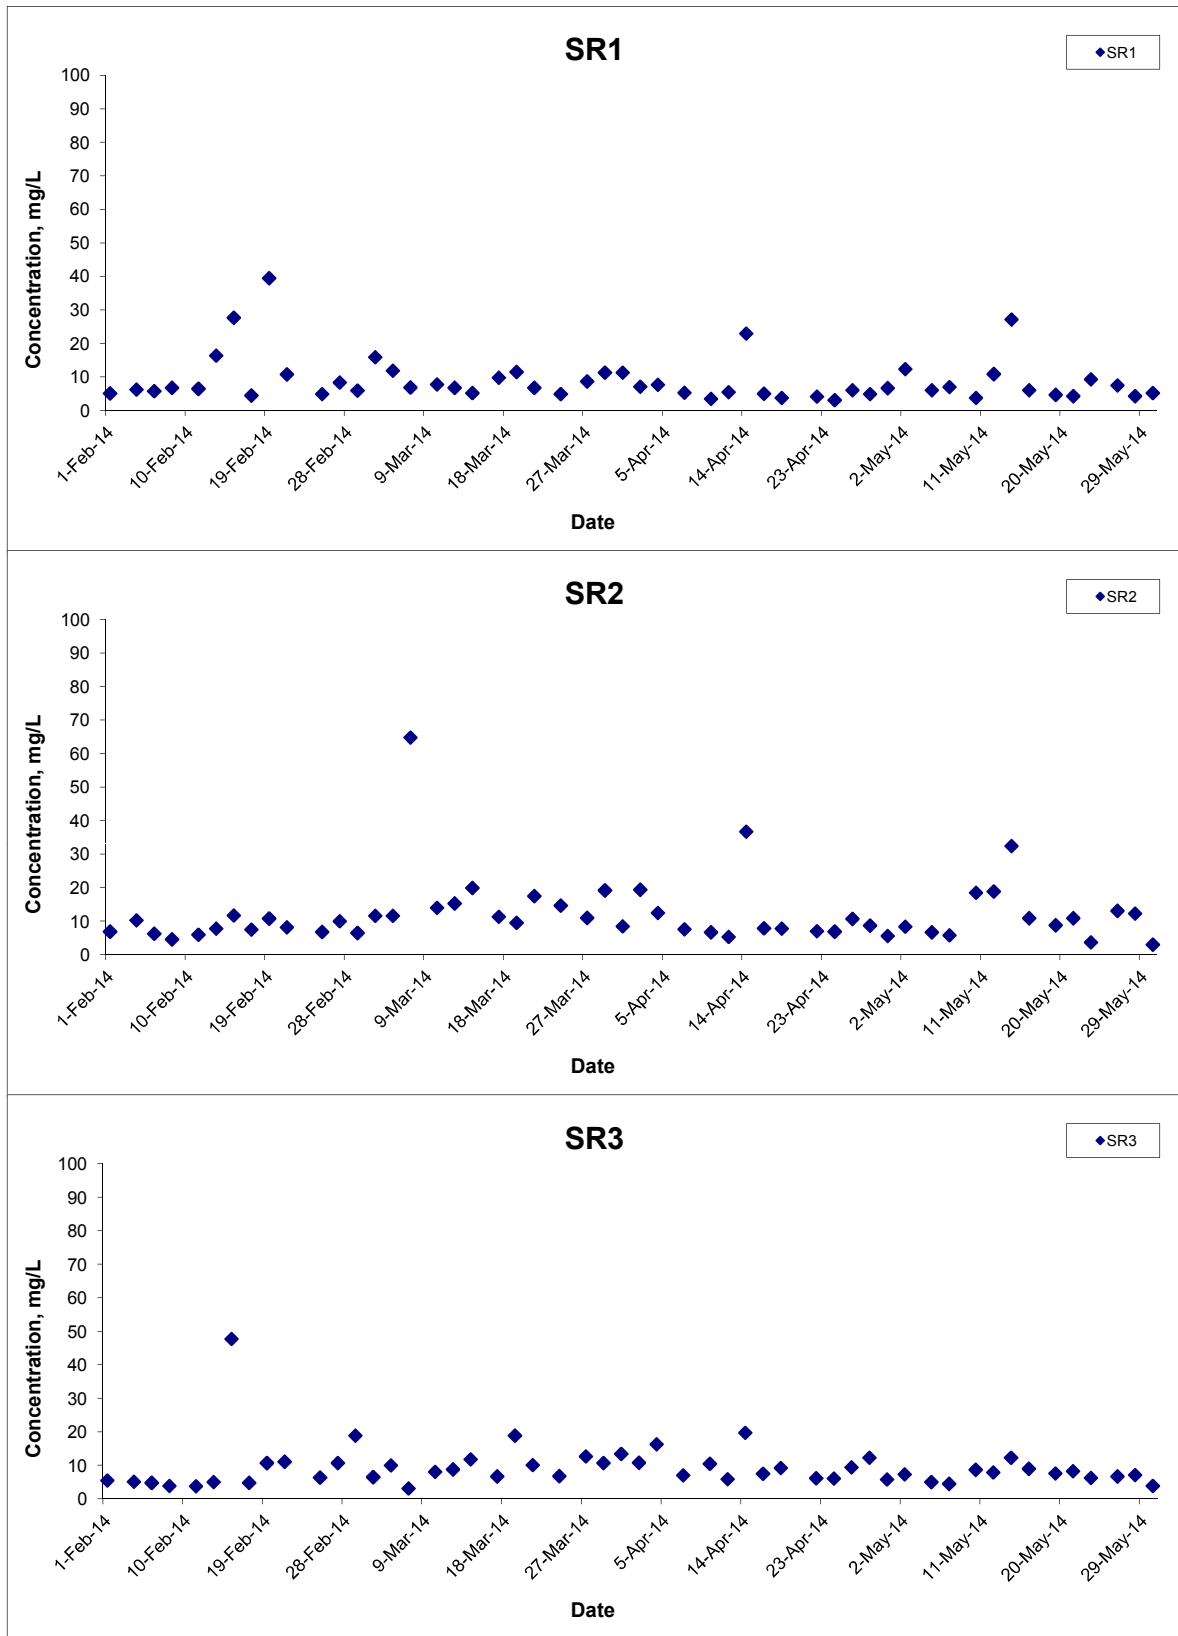 SR1
SR1
100
90
80
70
60
50
40
30
20
10
0
Concentration, mg/L
1-Feb-14
10-Feb-14
19-Feb-14
28-Feb-14
9-Mar-14
18-Mar-14
27-Mar-14
5-Apr-14
14-Apr-14
23-Apr-14
2-May-14
11-May-14
20-May-14
29-May-14
Date
SR2
SR2
100
90
80
70
60
50
40
30
20
10
0
Concentration, mg/L
1-Feb-14
10-Feb-14
19-Feb-14
28-Feb-14
9-Mar-14
18-Mar-14
27-Mar-14
5-Apr-14
14-Apr-14
23-Apr-14
2-May-14
11-May-14
20-May-14
29-May-14
Date
SR3
SR3
100
90
80
70
60
50
40
30
20
10
0
Concentration, mg/L
1-Feb-14
10-Feb-14
19-Feb-14
28-Feb-14
9-Mar-14
18-Mar-14
27-Mar-14
5-Apr-14
14-Apr-14
23-Apr-14
2-May-14
11-May-14
20-May-14
29-May-14
Date